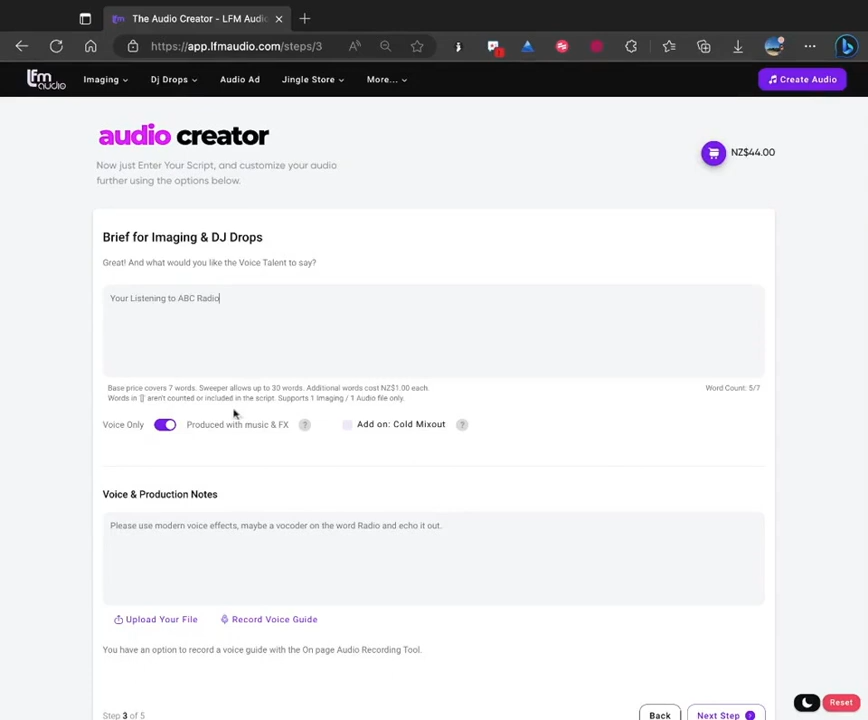 The Audio Creator - LFM Audi
https://app.lfmaudio.com/steps/3
lfm audio
Imaging
Dj Drops
Audio Ad
Jingle Store
More...
Create Audio
audio creator
NZ$44.00
Now just Enter Your Script, and customize your audio
further using the options below.
Brief for Imaging & DJ Drops
Great! And what would you like the Voice Talent to say?
Your Listening to ABC Radio
Base price covers 7 words. Sweeper allows up to 30 words. Additional words cost NZ$1.00 each.
Word Count: 5/7
Words in [] aren't counted or included in the script. Supports 1 Imaging / 1 Audio file only.
Voice Only
Produced with music & FX
?
Add on: Cold Mixout
?
Voice & Production Notes
Please use modern voice effects, maybe a vocoder on the word Radio and echo it out.
Upload Your File
Record Voice Guide
You have an option to record a voice guide with the On page Audio Recording Tool.
Step 3 of 5
Back
Next Step
Reset